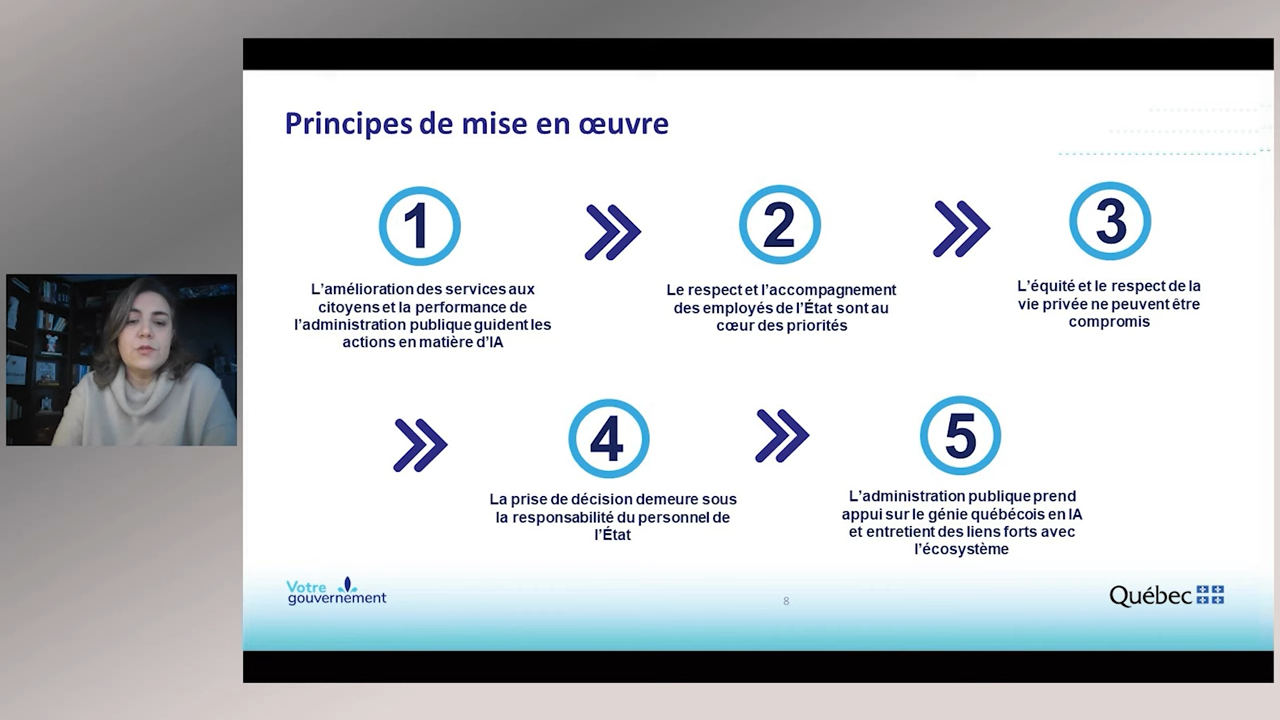 Principes de mise en œuvre
1
L'amélioration des services aux
citoyens et la performance de
l'administration publique guident les
actions en matière d'IA
2
Le respect et l'accompagnement
des employés de l'État sont au
cœur des priorités
3
L'équité et le respect de la
vie privée ne peuvent être
compromis
4
La prise de décision demeure sous
la responsabilité du personnel de
l'État
5
L'administration publique prend
appui sur le génie québécois en IA
et entretient des liens forts avec
l'écosystème
Votre
gouvernement
8
Québec